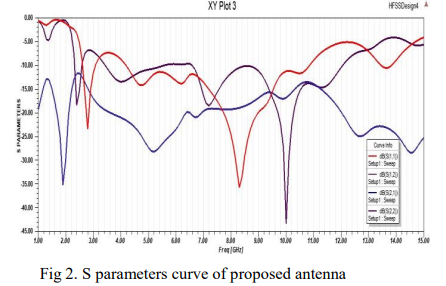 XY Plot 3
HFSSDesign4
0.00
-5.00
-10.00
-15.00
-20.00
-30.00
-35.00
-40.00
-45.00
S PARAMETERS
1.00 2.00 3.00 4.00 5.00 6.00 7.00 8.00 9.00 10.00 11.00 12.00 13.00 14.00 15.00
Freq [GHz]
Curve Info
dB(S(1,1))
Setup1 : Sweep
dB(S(1,2))
Setup1 : Sweep
dB(S(2,1))
Setup1 : Sweep
dB(S(2,2))
Setup1 : Sweep
Fig 2. S parameters curve of proposed antenna